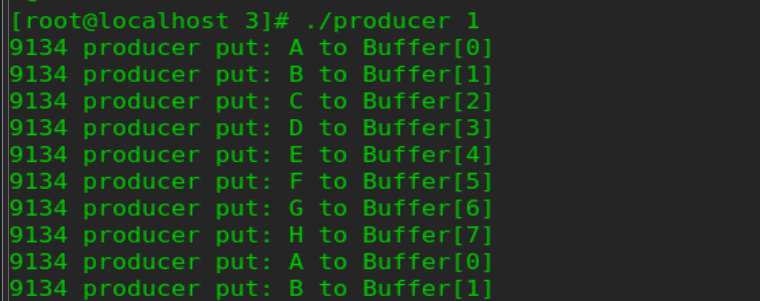 [root@localhost 3]# ./producer 1
9134 producer put: A to Buffer[0]
9134 producer put: B to Buffer[1]
9134 producer put: C to Buffer[2]
9134 producer put: D to Buffer[3]
9134 producer put: E to Buffer[4]
9134 producer put: F to Buffer[5]
9134 producer put: G to Buffer[6]
9134 producer put: H to Buffer[7]
9134 producer put: A to Buffer[0]
9134 producer put: B to Buffer[1]